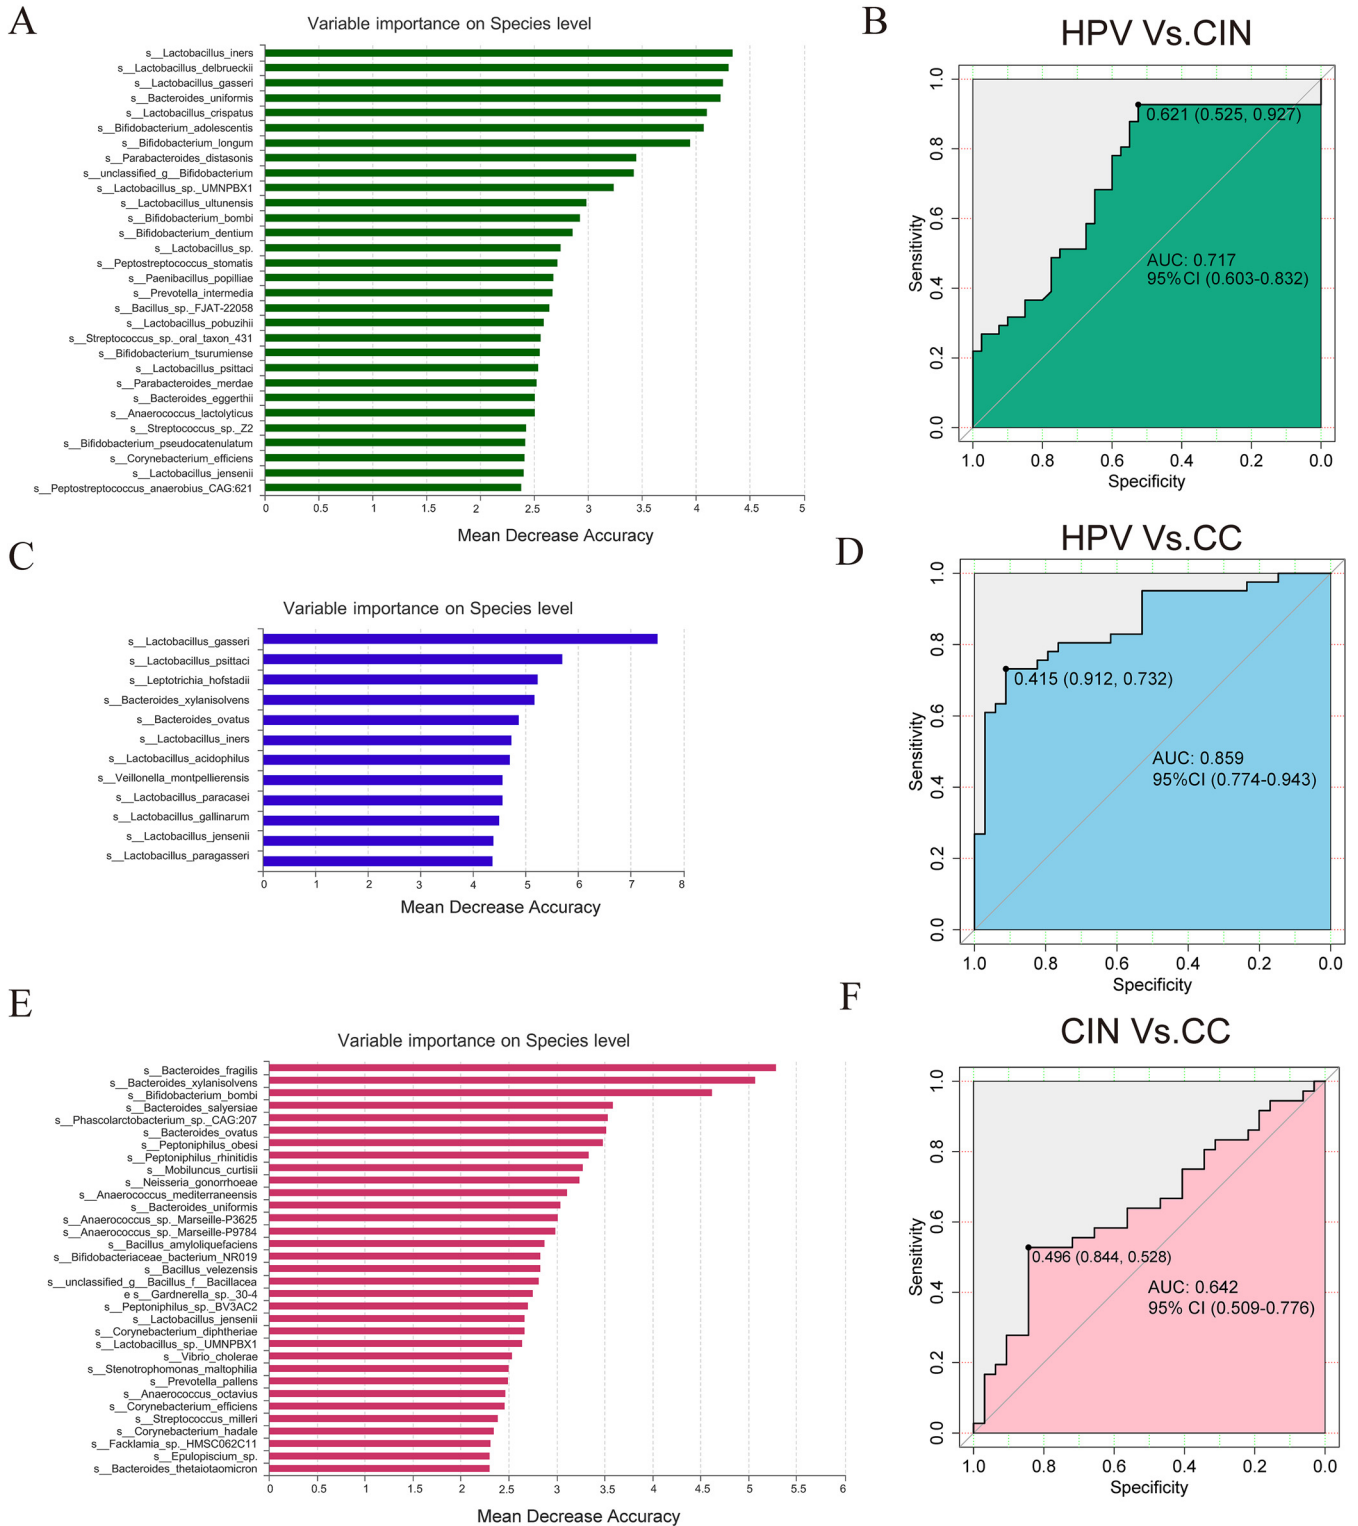 A
Variable importance on Species level
s__Lactobacillus_iners
s__Lactobacillus_delbrueckii
s__Lactobacillus_gasseri
s__Bacteroides_uniformis
s__Lactobacillus_crispatus
s__Bifidobacterium_adolescentis
s__Bifidobacterium_longum
s__Parabacteroides_distasonis
s__unclassified_g__Bifidobacterium
s__Lactobacillus_sp._UMNPBX1
s__Lactobacillus_ultunensis
s__Bifidobacterium_bombi
s__Bifidobacterium_dentium
s__Lactobacillus_sp.
s__Peptostreptococcus_stomatis
s__Paenibacillus_popilliae
s__Prevotella_intermedia
s__Bacillus_sp._FJAT-22058
s__Lactobacillus_pobuzihii
s__Streptococcus_sp._oral_taxon_431
s__Bifidobacterium_tsurumiense
s__Lactobacillus_psittaci
s__Parabacteroides_merdae
s__Bacteroides_eggerthii
s__Anaerococcus_lactolyticus
s__Streptococcus_sp._Z2
s__Bifidobacterium_pseudocatenulatum
s__Corynebacterium_efficiens
s__Lactobacillus_jensenii
s__Peptostreptococcus_anaerobius_CAG:621
0 0.5 1 1.5 2 2.5 3 3.5 4 4.5 5
Mean Decrease Accuracy
B
HPV Vs.CIN
1.0
0.8
0.6
0.4
0.2
0.0
Sensitivity
0.621 (0.525, 0.927)
AUC: 0.717
95%CI (0.603-0.832)
1.0 0.8 0.6 0.4 0.2 0.0
Specificity
C
Variable importance on Species level
s__Lactobacillus_gasseri
s__Lactobacillus_psittaci
s__Leptotrichia_hofstadii
s__Bacteroides_xylanisolvens
s__Bacteroides_ovatus
s__Lactobacillus_iners
s__Lactobacillus_acidophilus
s__Veillonella_montpellierensis
s__Lactobacillus_paracasei
s__Lactobacillus_gallinarum
s__Lactobacillus_jensenii
s__Lactobacillus_paragasseri
0 1 2 3 4 5 6 7 8
Mean Decrease Accuracy
D
HPV Vs.CC
1.0
0.8
0.6
0.4
0.2
0.0
Sensitivity
0.415 (0.912, 0.732)
AUC: 0.859
95%CI (0.774-0.943)
1.0 0.8 0.6 0.4 0.2 0.0
Specificity
E
Variable importance on Species level
s__Bacteroides_fragilis
s__Bacteroides_xylanisolvens
s__Bifidobacterium_bombi
s__Bacteroides_salyersiae
s__Phascolarctobacterium_sp._CAG:207
s__Bacteroides_ovatus
s__Peptoniphilus_obesi
s__Peptoniphilus_rhinitidis
s__Mobiluncus_curtisii
s__Neisseria_gonorrhoeae
s__Anaerococcus_mediterraneensis
s__Bacteroides_uniformis
s__Anaerococcus_sp._Marseille-P3625
s__Anaerococcus_sp._Marseille-P9784
s__Bacillus_amyloliquefaciens
s__Bifidobacteriaceae_bacterium_NR019
s__Bacillus_velezensis
s__unclassified_g__Bacillus_f__Bacillacea
e s__Gardnerella_sp._30-4
s__Peptoniphilus_sp._BV3AC2
s__Lactobacillus_jensenii
s__Corynebacterium_diphtheriae
s__Lactobacillus_sp._UMNPBX1
s__Vibrio_cholerae
s__Stenotrophomonas_maltophilia
s__Prevotella_pallens
s__Anaerococcus_octavius
s__Corynebacterium_efficiens
s__Streptococcus_milleri
s__Corynebacterium_hadale
s__Facklamia_sp._HMSC062C11
s__Epulopiscium_sp.
s__Bacteroides_thetaiotaomicron
0 0.5 1 1.5 2 2.5 3 3.5 4 4.5 5 5.5 6
Mean Decrease Accuracy
F
CIN Vs.CC
1.0
0.8
0.6
0.4
0.2
0.0
Sensitivity
0.496 (0.844, 0.528)
AUC: 0.642
95% CI (0.509-0.776)
1.0 0.8 0.6 0.4 0.2 0.0
Specificity